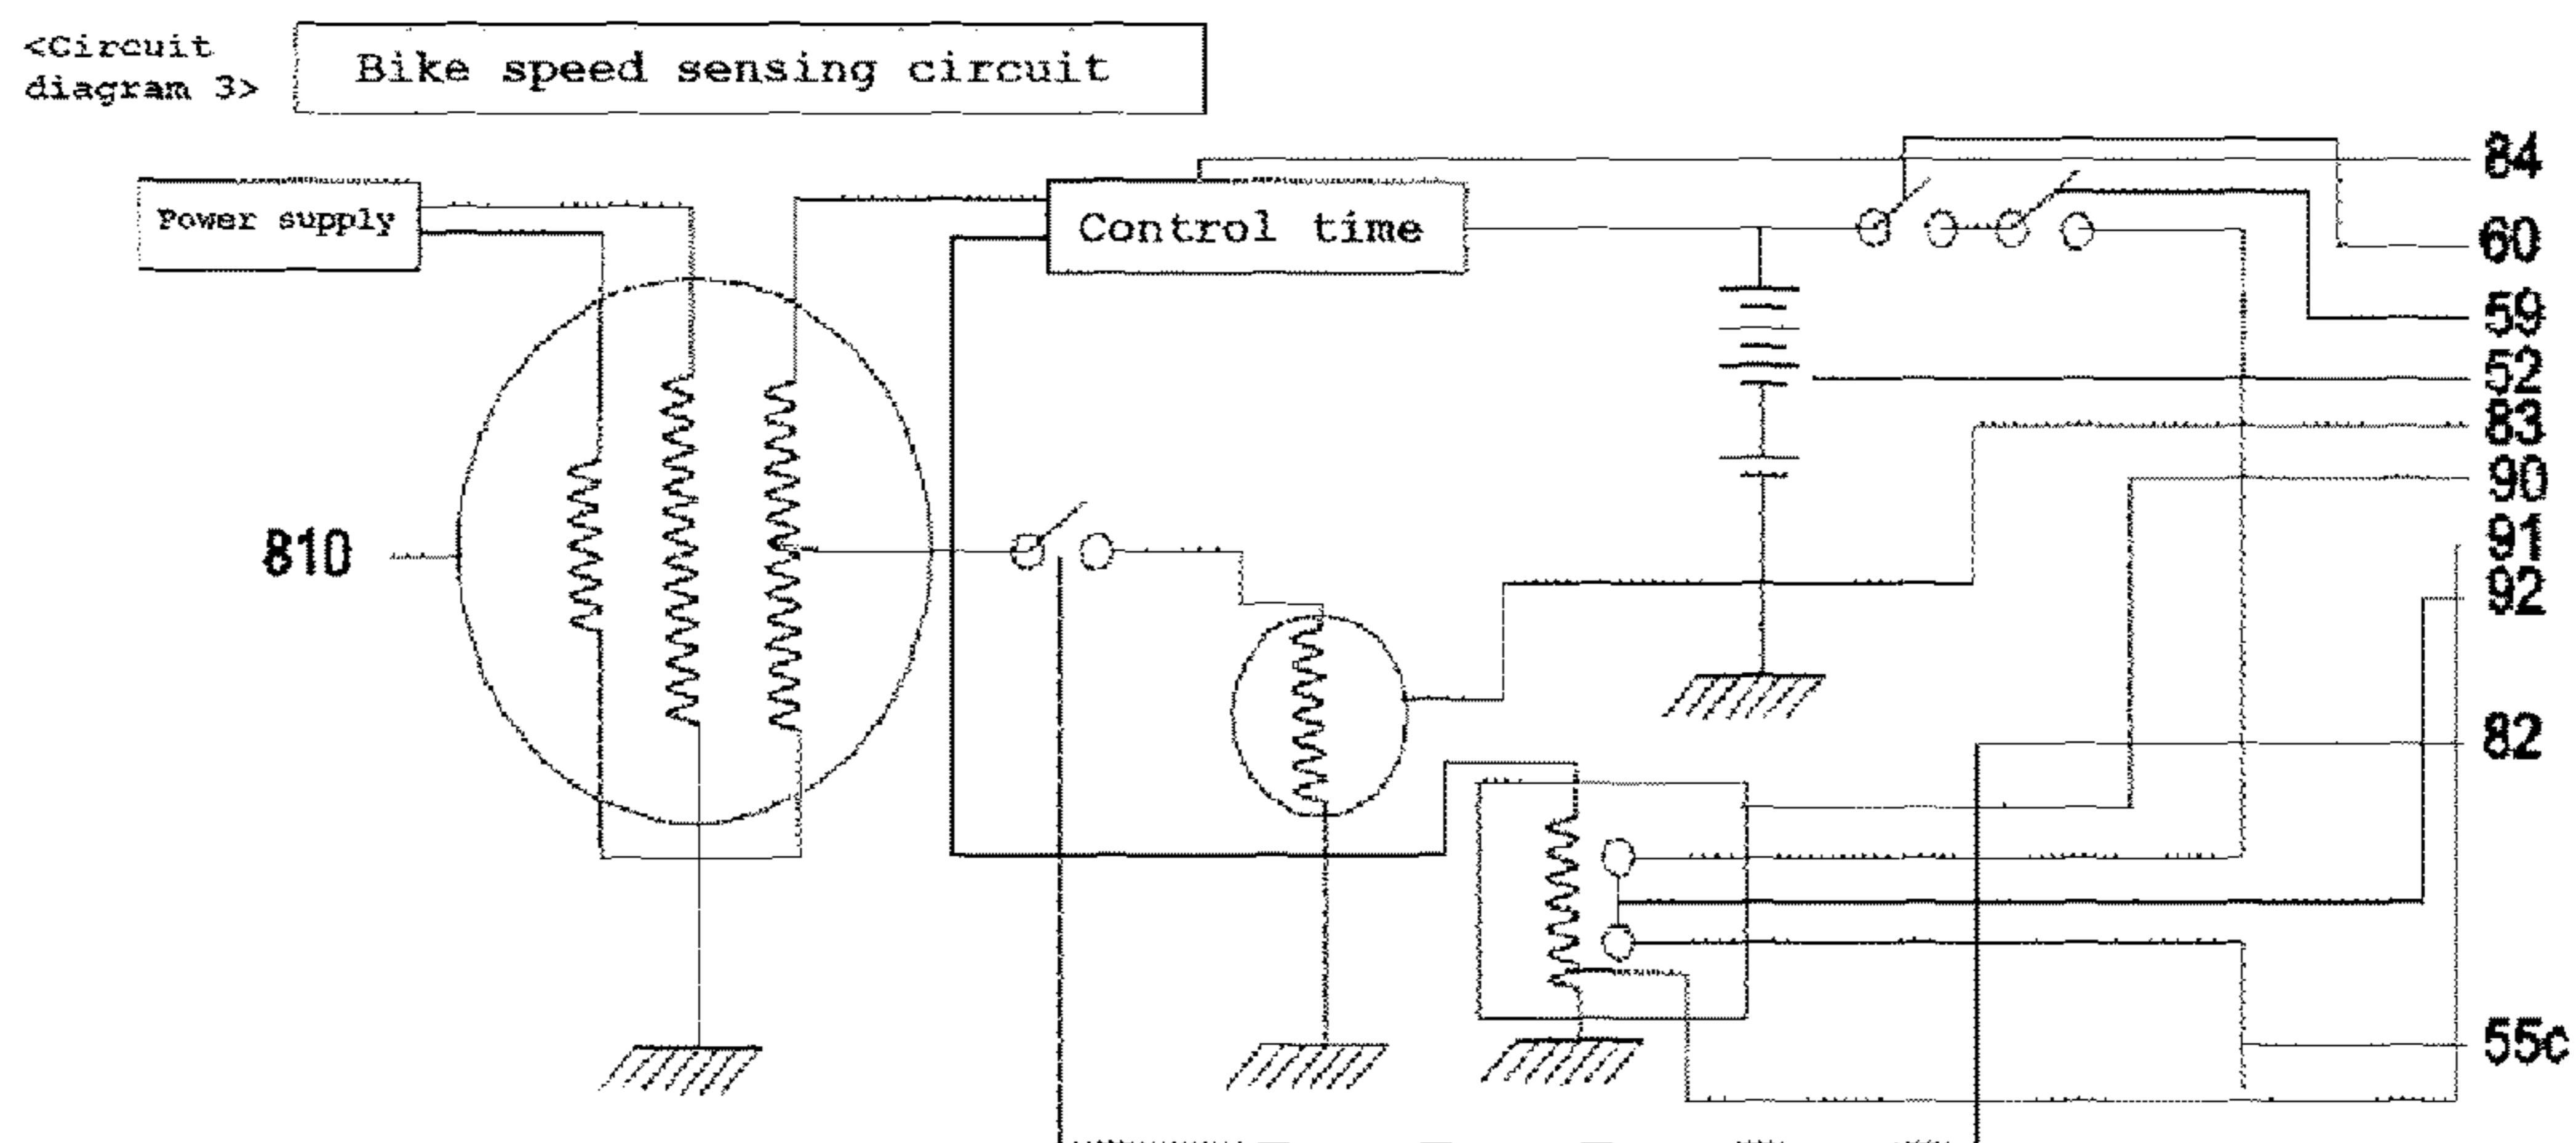 <Circuit
diagram 3>
Bike speed sensing circuit
Power supply
Control time
84
60
59
52
83
90
91
92
810
82
55c